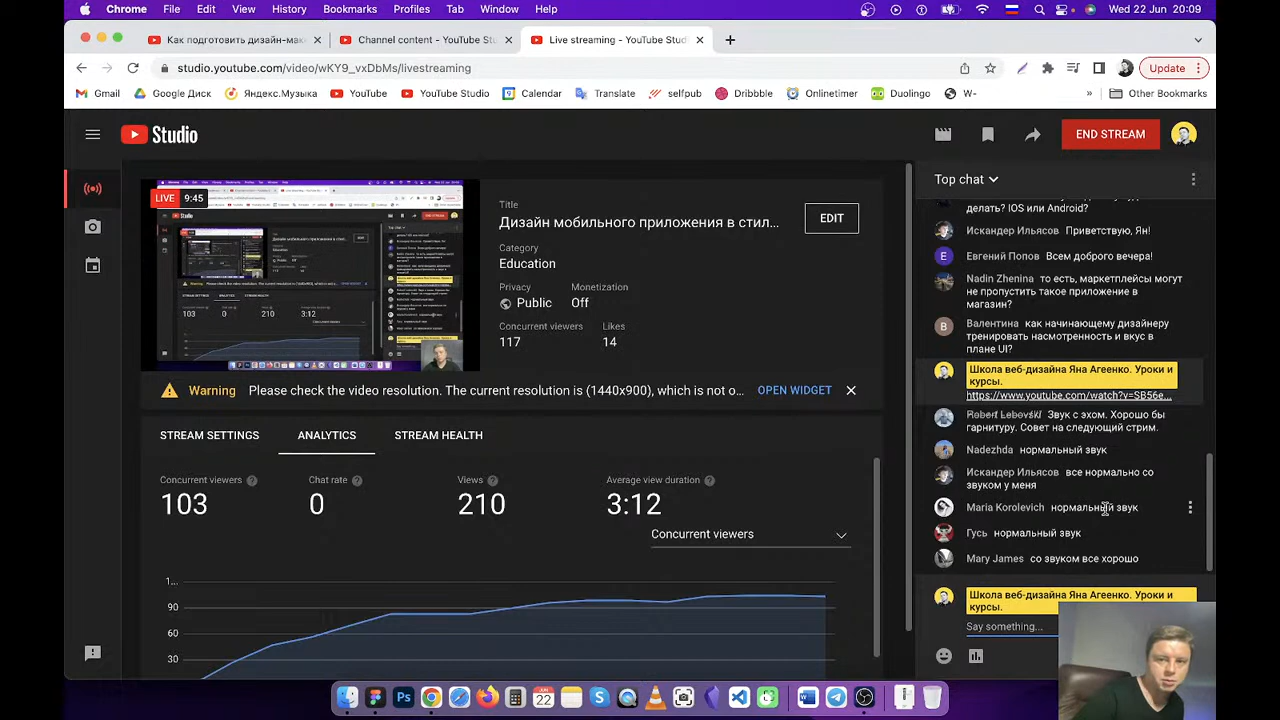 Chrome File Edit View History Bookmarks Profiles Tab Window Help Wed 22 Jun 20:09
Как подготовить дизайн-мак Channel content - YouTube Stu Live streaming - YouTube Stud
studio.youtube.com/video/wKY9_vxDbMs/livestreaming Update
Gmail Google Диск Яндекс.Музыка YouTube YouTube Studio Calendar Translate selfpub Dribbble Onlinetimer Duolingo W- » Other Bookmarks
Studio END STREAM
LIVE 9:45
Title
Дизайн мобильного приложения в стил...
EDIT
Category
Education
Privacy Monetization
Public Off
Concurrent viewers Likes
117 14
Warning Please check the video resolution. The current resolution is (1440x900), which is not o... OPEN WIDGET
STREAM SETTINGS ANALYTICS STREAM HEALTH
Concurrent viewers Chat rate Views Average view duration
103 0 210 3:12
Concurrent viewers
1...
90
60
30
Top chat
делать? IOS или Android?
Искандер Ильясов Приветствую, Ян!
Е Евгений Попов Всем доброго вечера!
Nadin Zhenina то есть, маркетплейсы могут
не пропустить такое приложение в
магазин?
В Валентина как начинающему дизайнеру
тренировать насмотренность и вкус в
плане UI?
Школа веб-дизайна Яна Агеенко. Уроки и
курсы.
https://www.youtube.com/watch?v=SB56e...
Robert Lebovski Звук с эхом. Хорошо бы
гарнитуру. Совет на следующий стрим.
Nadezhda нормальный звук
Искандер Ильясов все нормально со
звуком у меня
Maria Korolevich нормальный звук
Гусь нормальный звук
Mary James со звуком все хорошо
Школа веб-дизайна Яна Агеенко. Уроки и
курсы.
Say something...
JUN
22